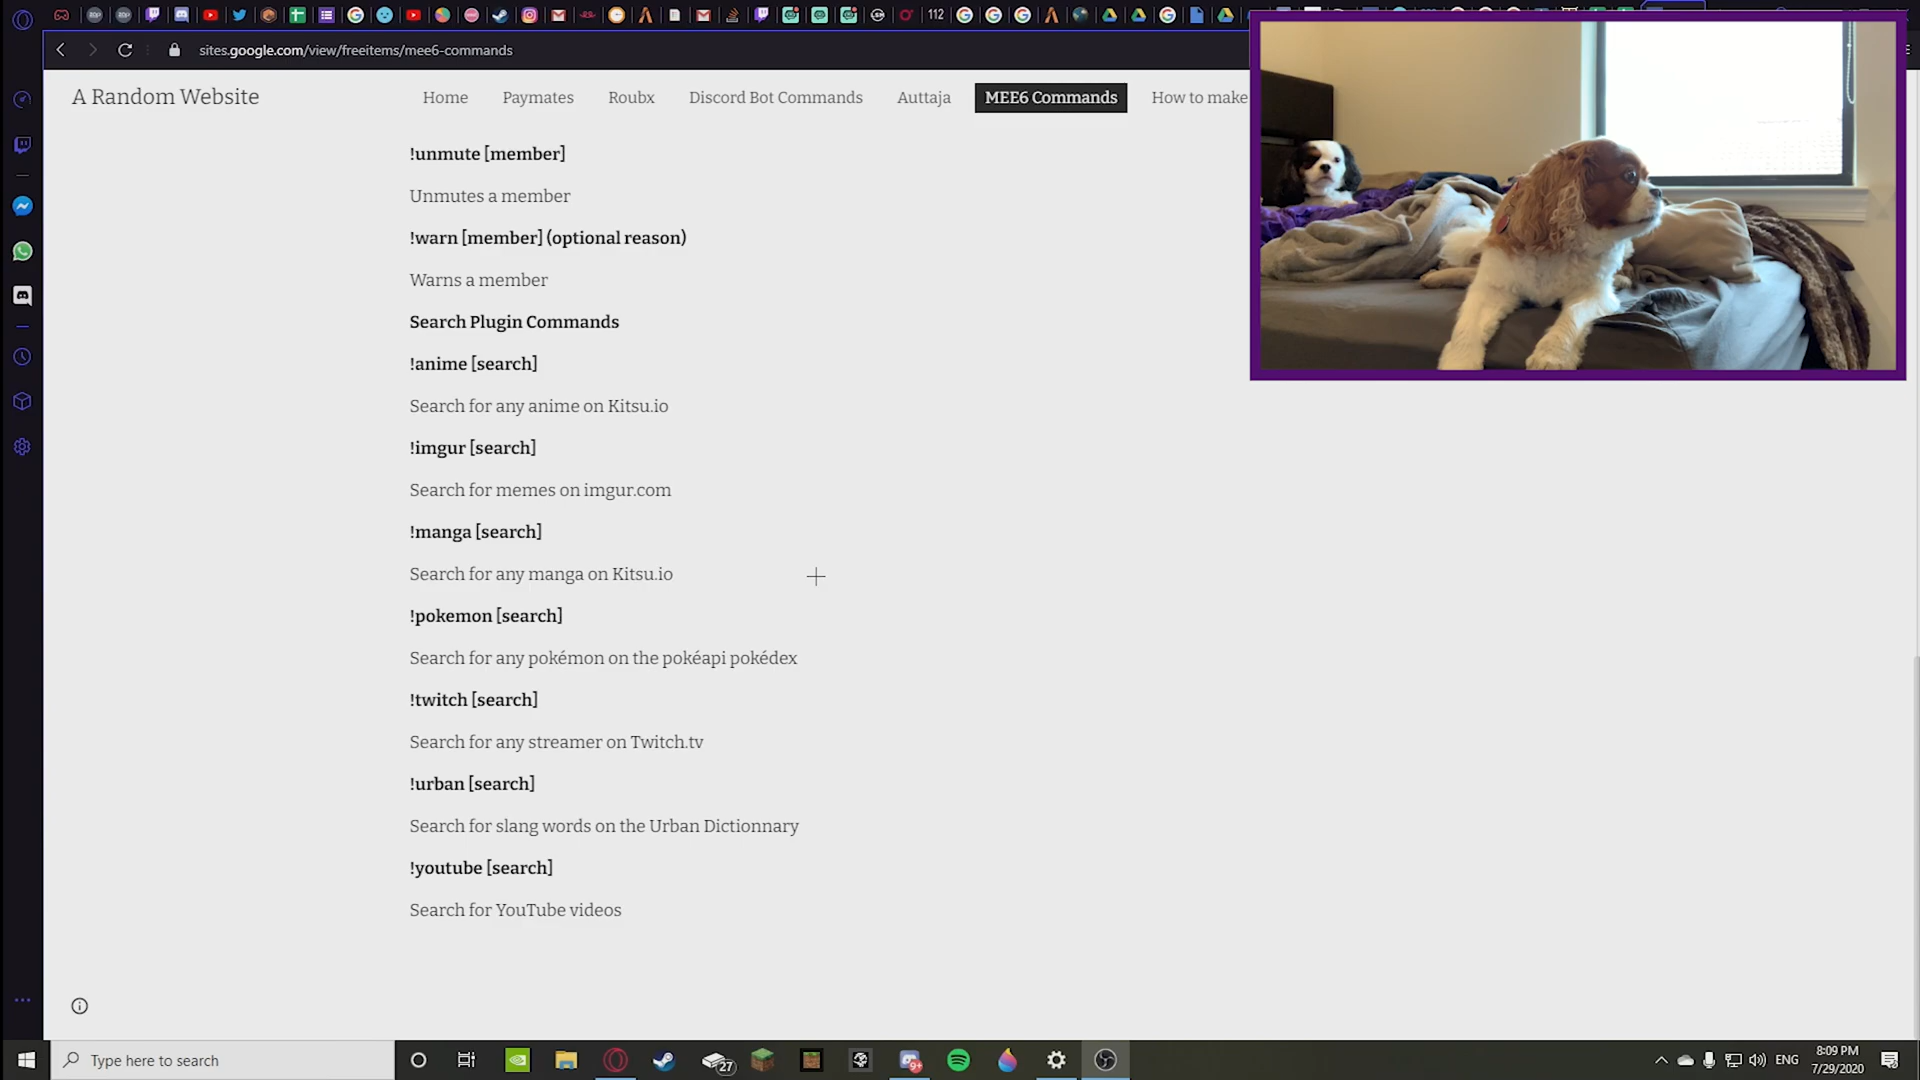 112
sites.google.com/view/freeitems/mee6-commands
A Random Website
Home
Paymates
Roubx
Discord Bot Commands
Auttaja
MEE6 Commands
How to make
!unmute [member]
Unmutes a member
!warn [member] (optional reason)
Warns a member
Search Plugin Commands
!anime [search]
Search for any anime on Kitsu.io
!imgur [search]
Search for memes on imgur.com
!manga [search]
Search for any manga on Kitsu.io
!pokemon [search]
Search for any pokémon on the pokéapi pokédex
!twitch [search]
Search for any streamer on Twitch.tv
!urban [search]
Search for slang words on the Urban Dictionnary
!youtube [search]
Search for YouTube videos
Type here to search
27
9+
ENG
8:09 PM
7/29/2020